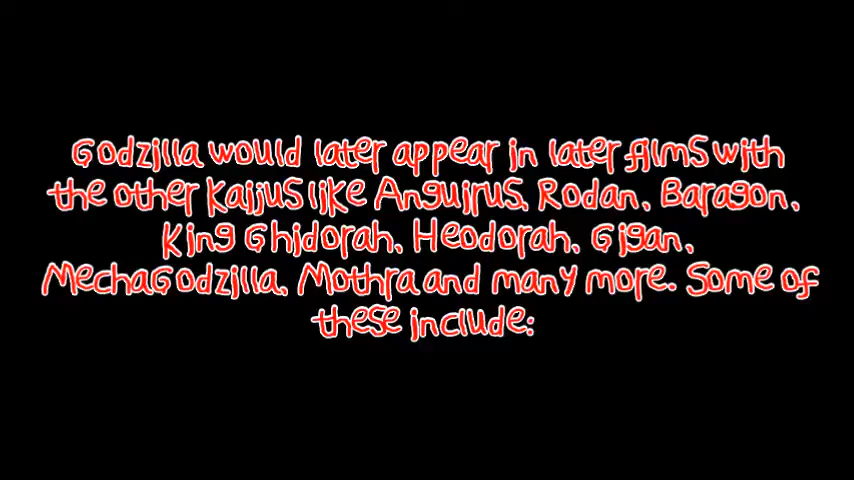 Godzilla would later appear in later films with
the other Kaijus like Anguirus, Rodan, Baragon,
King Ghidorah, Heodorah, Gigan,
MechaGodzilla, Mothra and many more. Some of
these include: